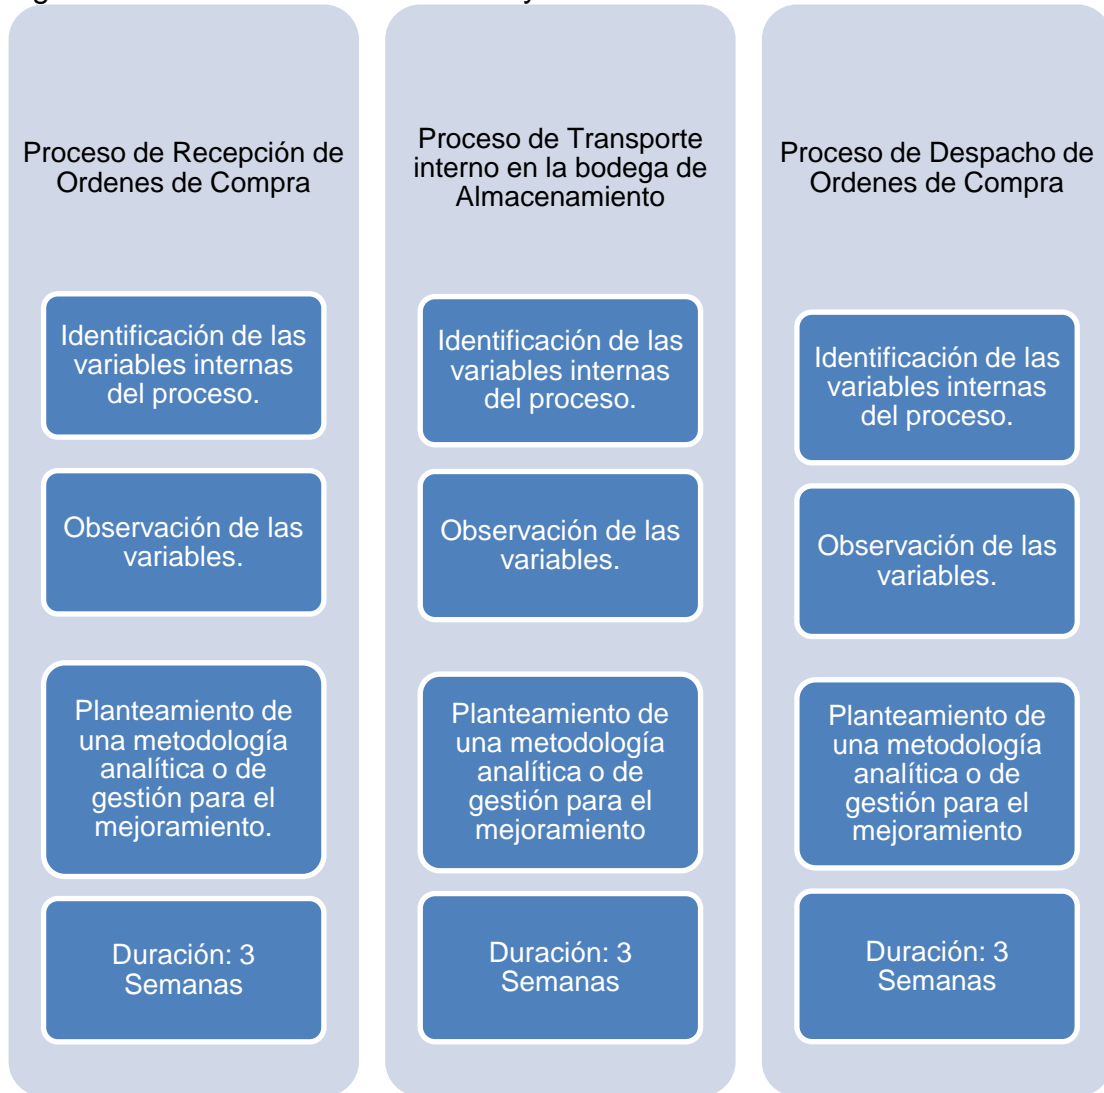 Proceso de Recepción de
Ordenes de Compra
Identificación de las
variables internas
del proceso.
Observación de las
variables.
Planteamiento de
una metodología
analítica o de
gestión para el
mejoramiento.
Duración: 3
Semanas
Proceso de Transporte
interno en la bodega de
Almacenamiento
Identificación de las
variables internas
del proceso.
Observación de las
variables.
Planteamiento de
una metodología
analítica o de
gestión para el
mejoramiento
Duración: 3
Semanas
Proceso de Despacho de
Ordenes de Compra
Identificación de las
variables internas
del proceso.
Observación de las
variables.
Planteamiento de
una metodología
analítica o de
gestión para el
mejoramiento
Duración: 3
Semanas